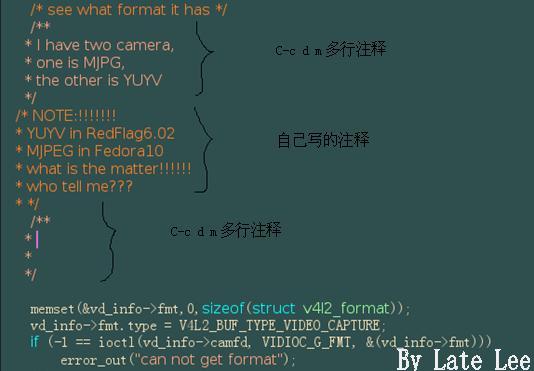 /* see what format it has */
/**
* I have two camera,
* one is MJPG,
* the other is YUYV
*/
C-c d m 多行注释
/* NOTE:!!!!!!!
* YUYV in RedFlag6.02
* MJPEG in Fedora10
* what is the matter!!!!!!
* who tell me???
* */
自己写的注释
/**
*
*
*/
C-c d m 多行注释
memset(&vd_info->fmt,0,sizeof(struct v4l2_format));
vd_info->fmt.type = V4L2_BUF_TYPE_VIDEO_CAPTURE;
if (-1 == ioctl(vd_info->camfd, VIDIOC_G_FMT, &(vd_info->fmt)))
error_out("can not get format");
By Late Lee